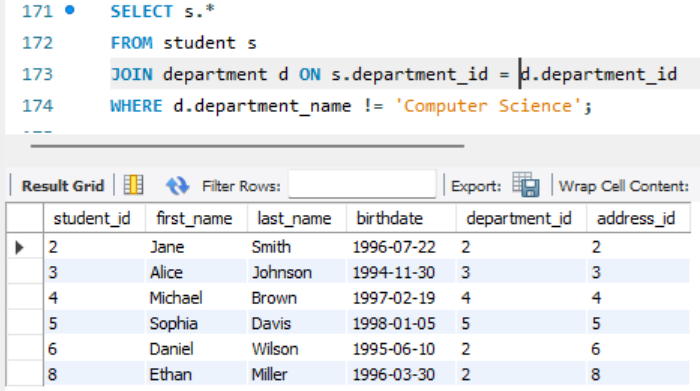 171 SELECT s.*
172 FROM student s
173 JOIN department d ON s.department_id = d.department_id
174 WHERE d.department_name != 'Computer Science';
Result Grid Filter Rows: Export: Wrap Cell Content:
student_id first_name last_name birthdate department_id address_id
2 Jane Smith 1996-07-22 2 2
3 Alice Johnson 1994-11-30 3 3
4 Michael Brown 1997-02-19 4 4
5 Sophia Davis 1998-01-05 5 5
6 Daniel Wilson 1995-06-10 2 6
8 Ethan Miller 1996-03-30 2 8